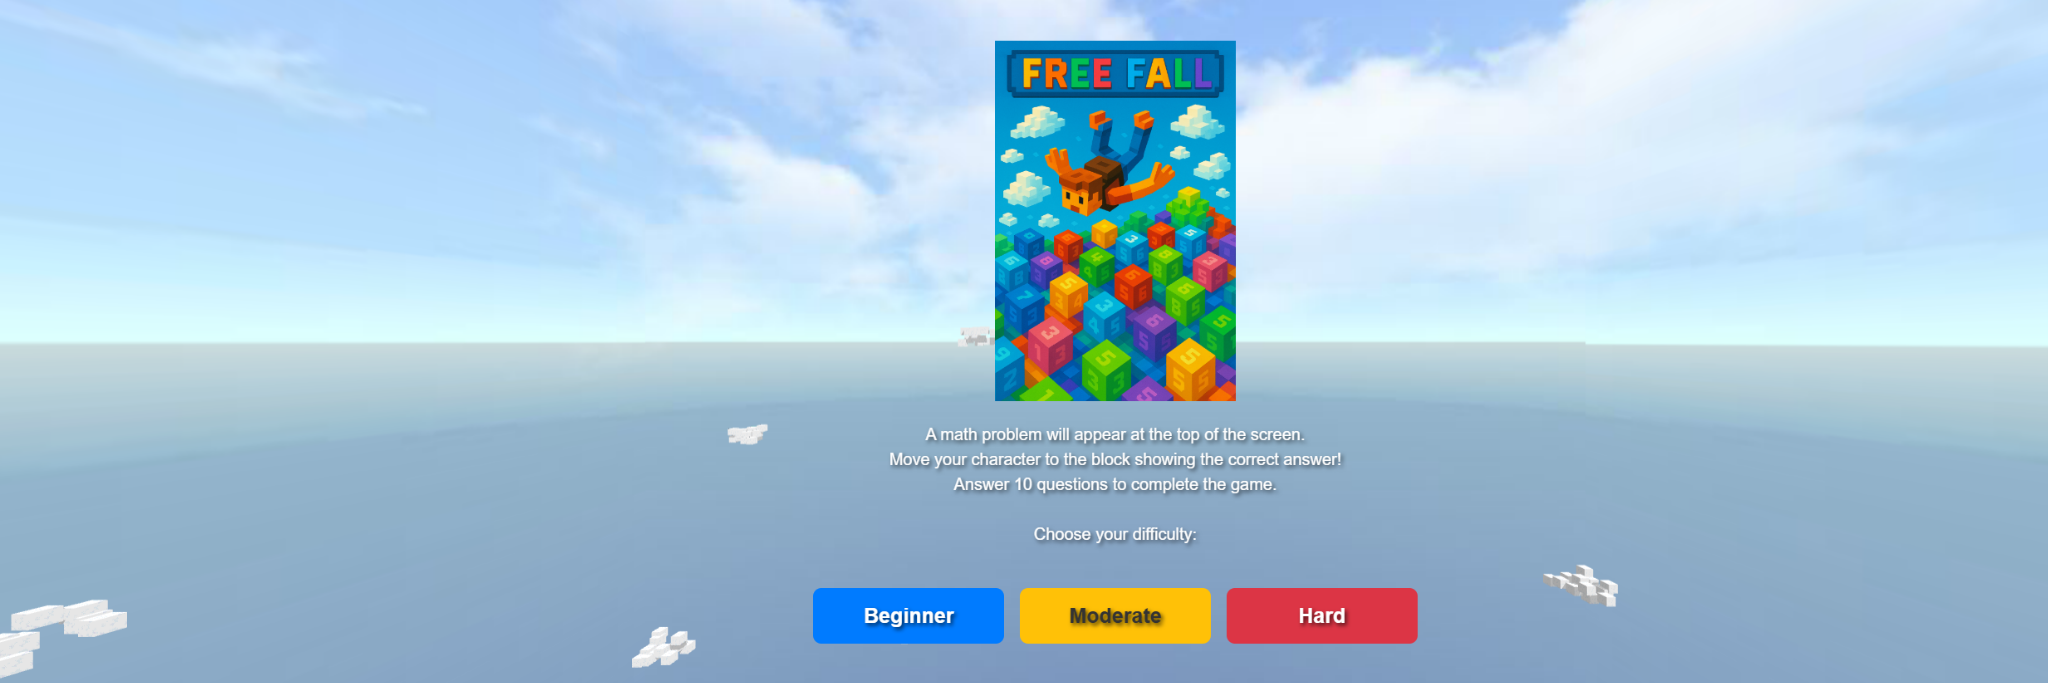 FREE FALL
A math problem will appear at the top of the screen.
Move your character to the block showing the correct answer!
Answer 10 questions to complete the game.
Choose your difficulty:
Beginner
Moderate
Hard